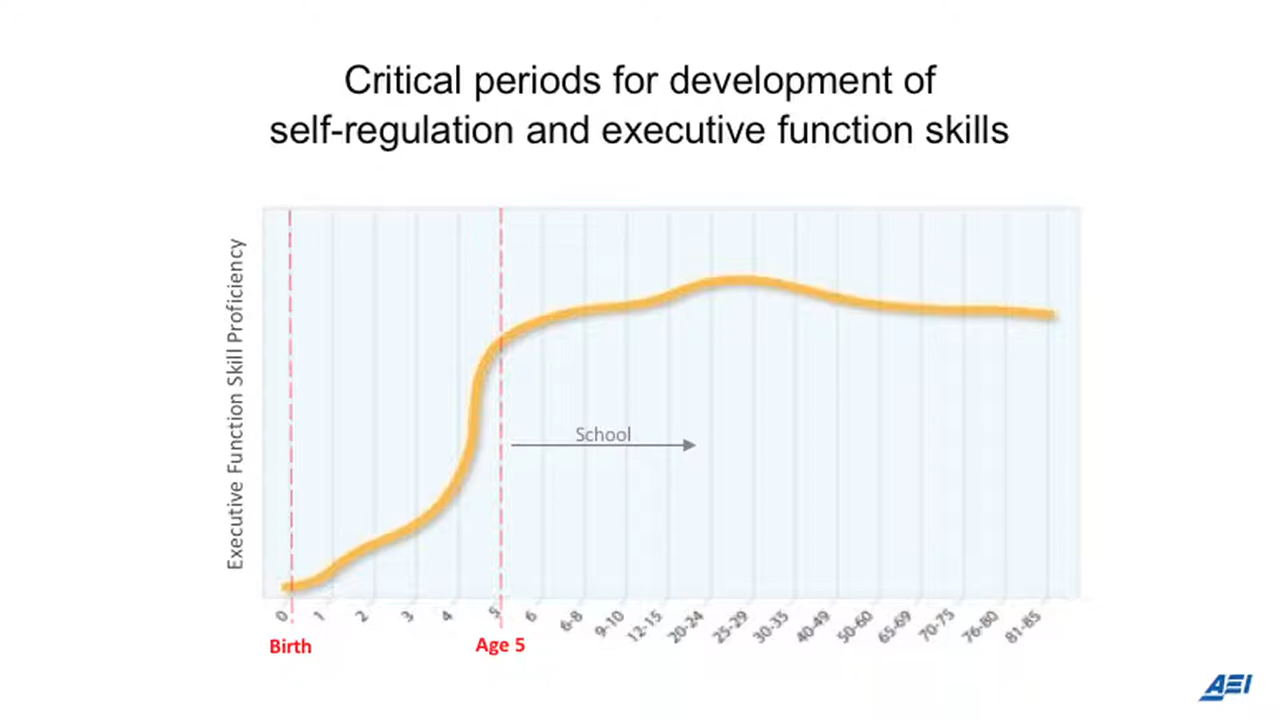 Critical periods for development of
self-regulation and executive function skills
Executive Function Skill Proficiency
School
0 1 2 3 4 5 6 6-8 9-10 12-15 20-24 25-29 30-35 40-49 50-60 65-69 70-75 76-80 81-85
Birth Age 5
AEI